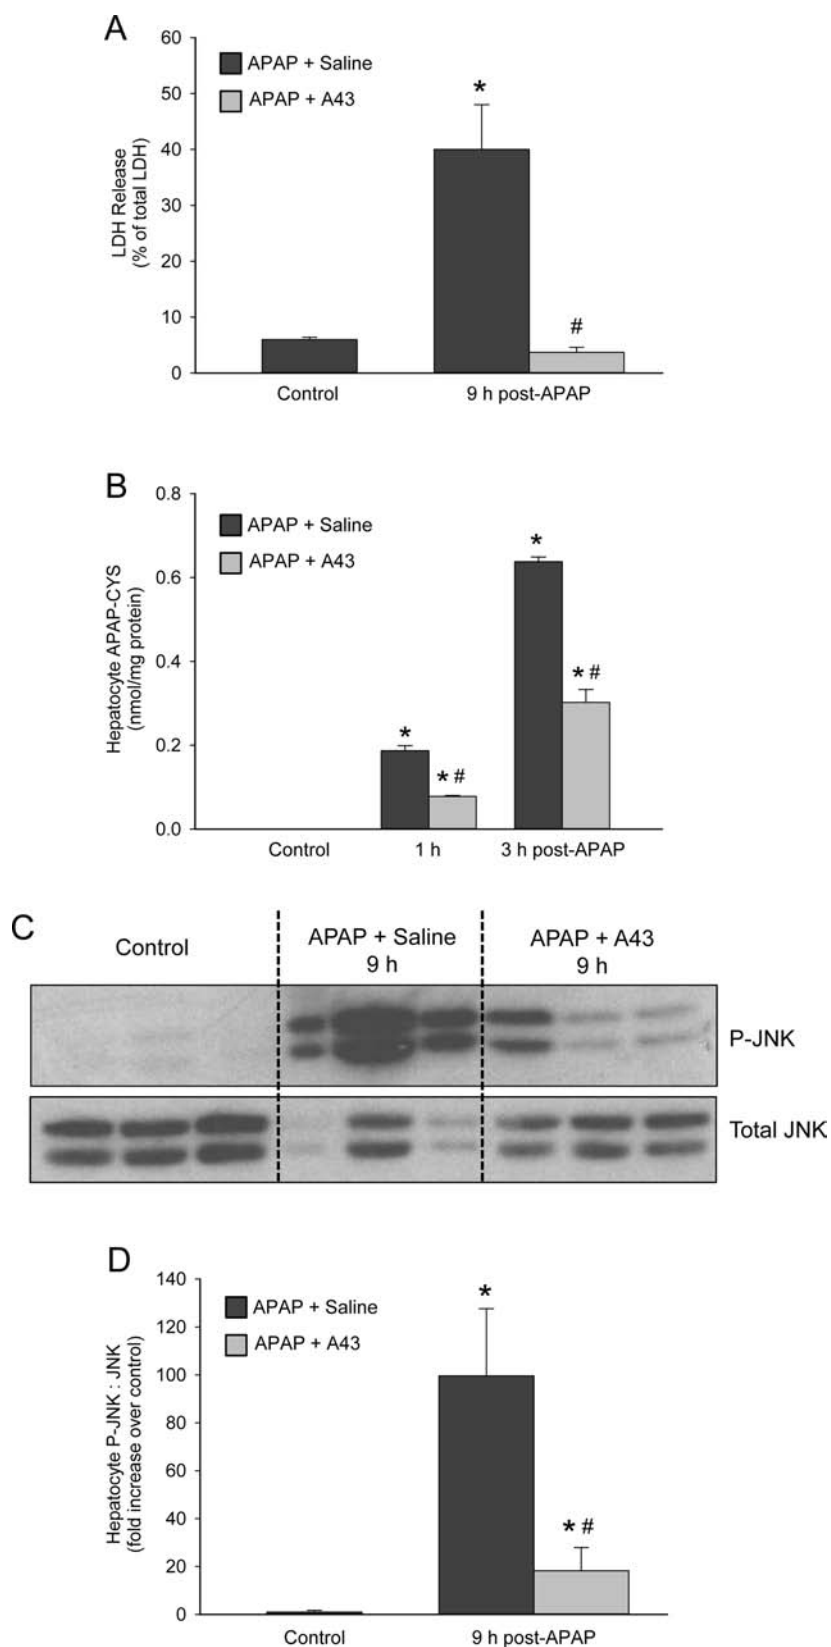 A
LDH Release
(% of total LDH)
60
50
40
30
20
10
0
APAP + Saline
APAP + A43
*
#
Control
9 h post-APAP
B
Hepatocyte APAP-CYS
(nmol/mg protein)
0.8
0.6
0.4
0.2
0.0
APAP + Saline
APAP + A43
*
* #
*
* #
Control
1 h
3 h post-APAP
C
Control
APAP + Saline
9 h
APAP + A43
9 h
P-JNK
Total JNK
D
Hepatocyte P-JNK : JNK
(fold increase over control)
140
120
100
80
60
40
20
0
APAP + Saline
APAP + A43
*
* #
Control
9 h post-APAP